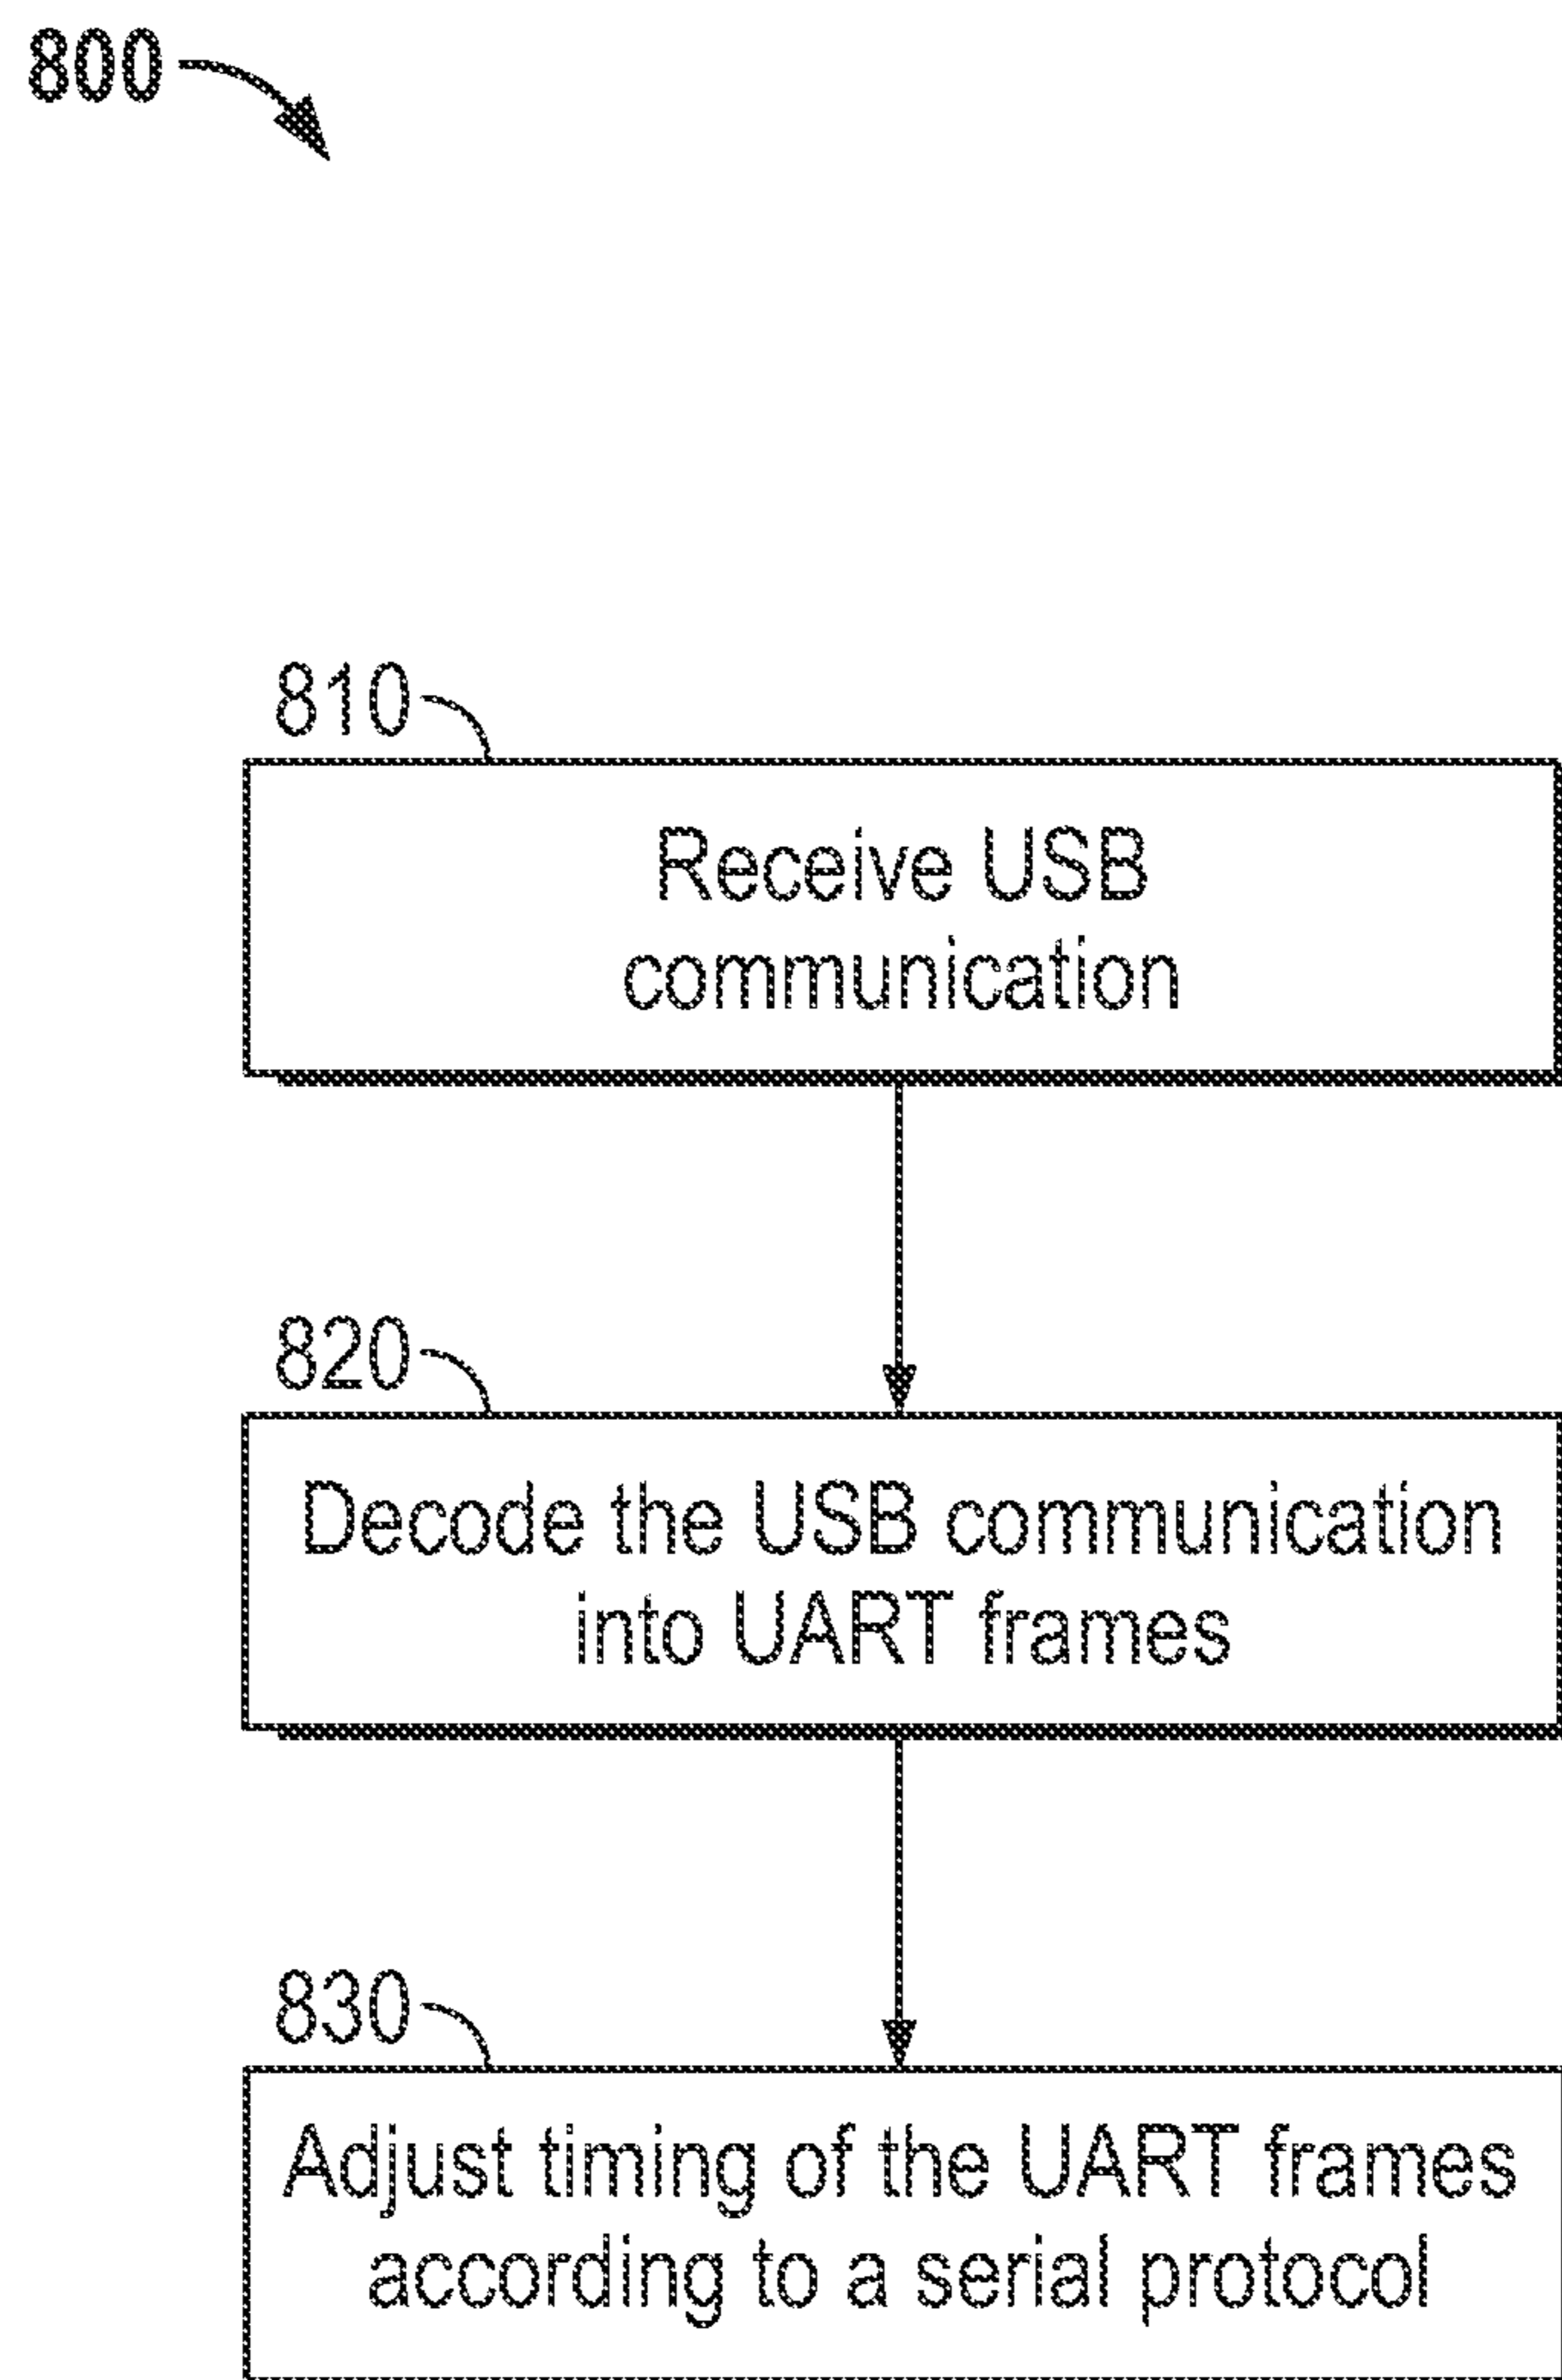 800
810
Receive USB
communication
820
Decode the USB communication
into UART frames
830
Adjust timing of the UART frames
according to a serial protocol